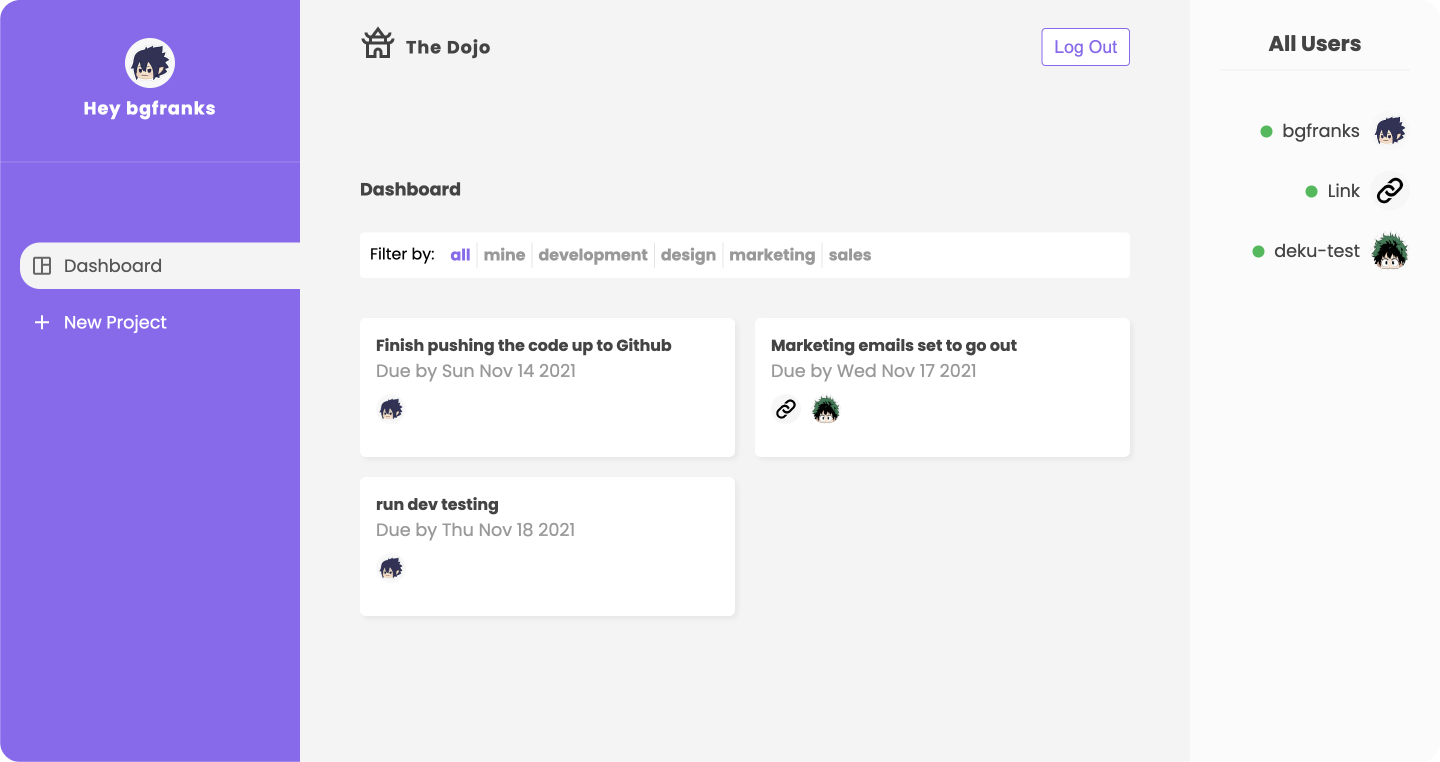 Hey bgfranks
Dashboard
New Project
The Dojo
Log Out
Dashboard
Filter by: all mine development design marketing sales
Finish pushing the code up to Github
Due by Sun Nov 14 2021
Marketing emails set to go out
Due by Wed Nov 17 2021
run dev testing
Due by Thu Nov 18 2021
All Users
bgfranks
Link
deku-test